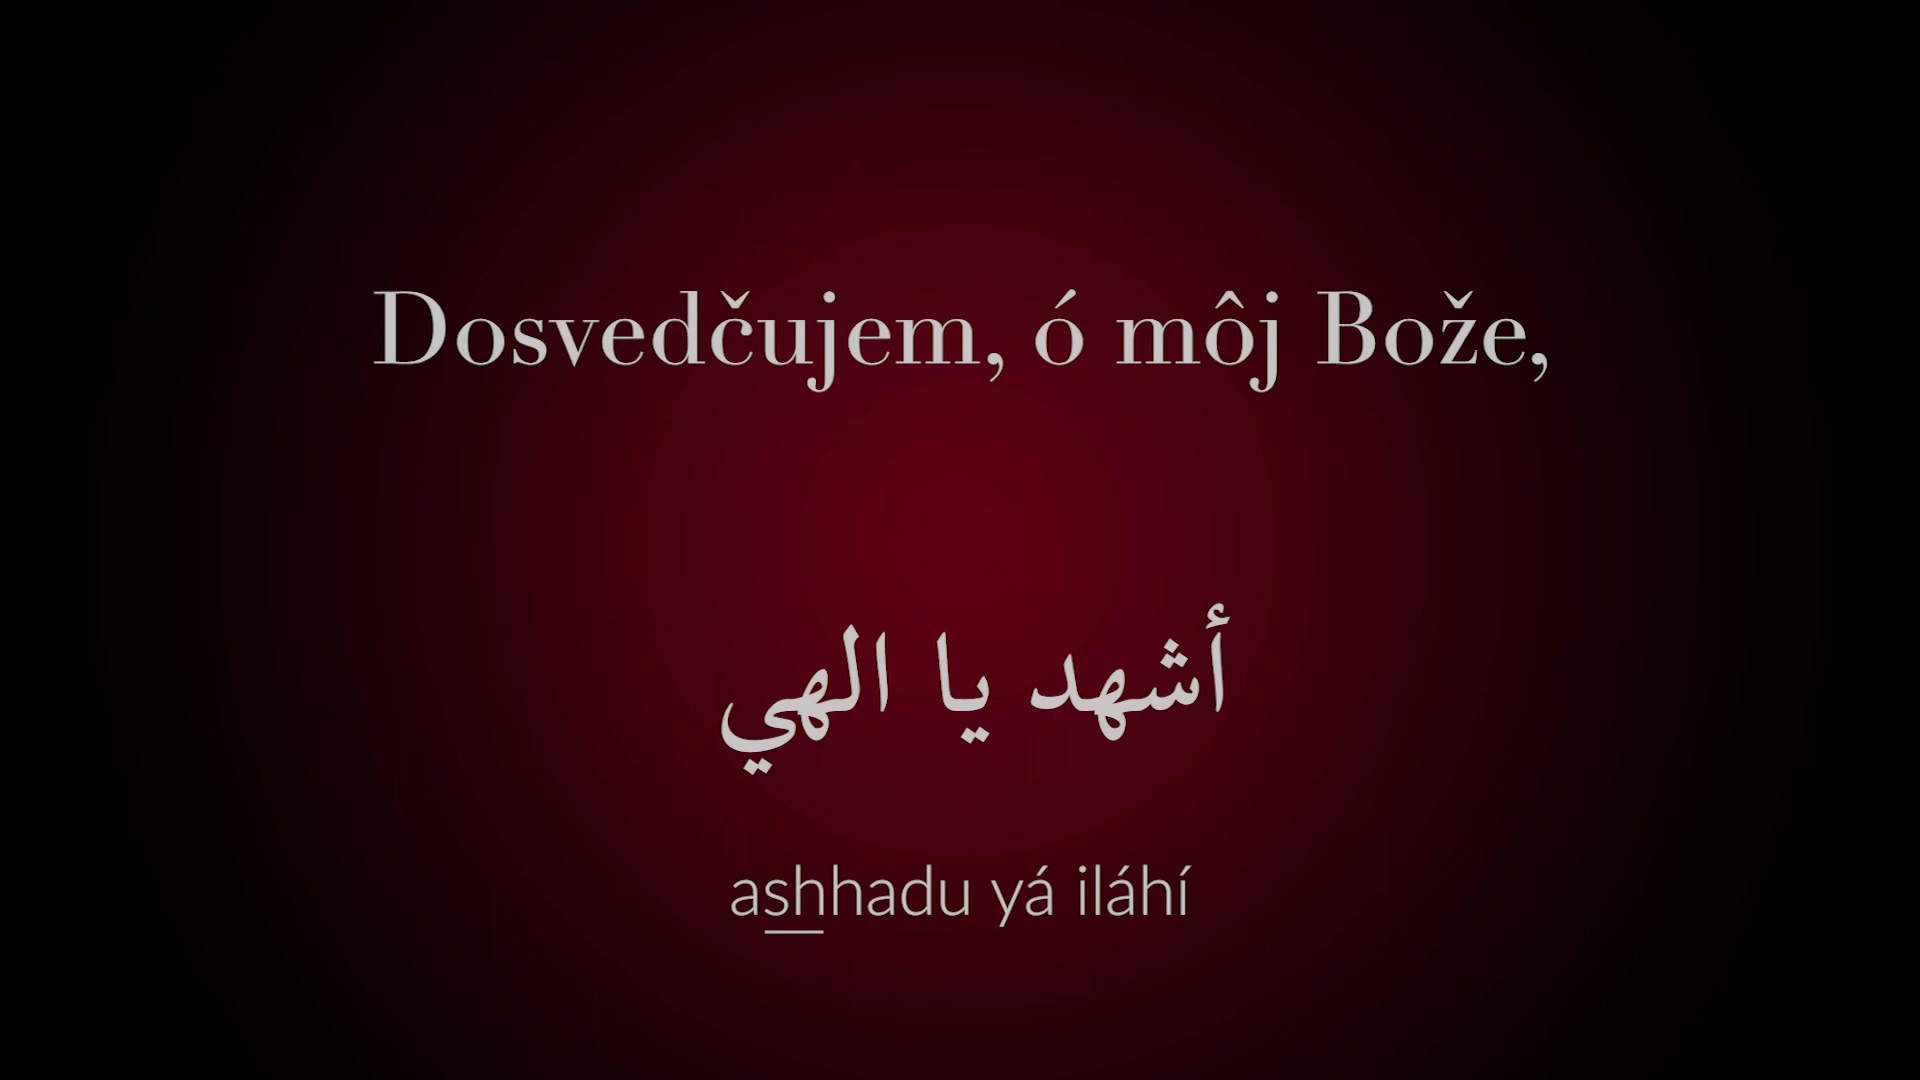 Dosvedčujem, ó môj Bože,
أشهد يا الهي
ashhadu yá iláhí